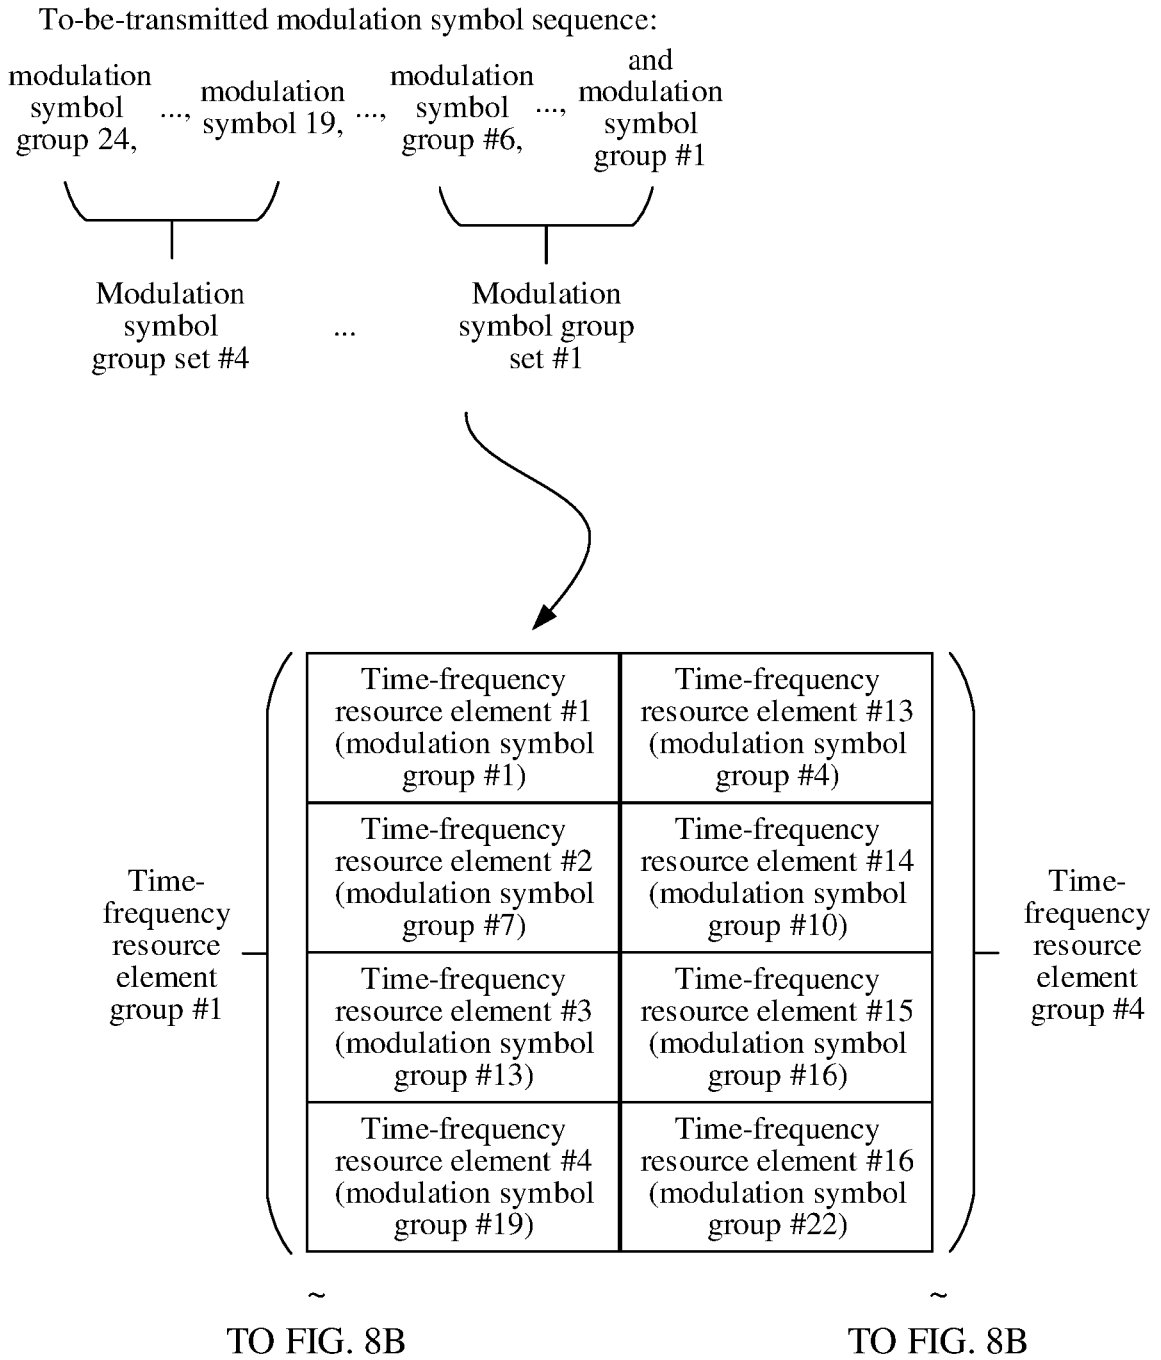 To-be-transmitted modulation symbol sequence:
modulation
symbol
group 24,
...,
modulation
symbol 19,
...,
modulation
symbol
group #6,
...,
and
modulation
symbol
group #1
Modulation
symbol
group set #4
...
Modulation
symbol group
set #1
Time-
frequency
resource
element
group #1
Time-frequency
resource element #1
(modulation symbol
group #1)
Time-frequency
resource element #13
(modulation symbol
group #4)
Time-frequency
resource element #2
(modulation symbol
group #7)
Time-frequency
resource element #14
(modulation symbol
group #10)
Time-frequency
resource element #3
(modulation symbol
group #13)
Time-frequency
resource element #15
(modulation symbol
group #16)
Time-frequency
resource element #4
(modulation symbol
group #19)
Time-frequency
resource element #16
(modulation symbol
group #22)
Time-
frequency
resource
element
group #4
~
TO FIG. 8B
~
TO FIG. 8B